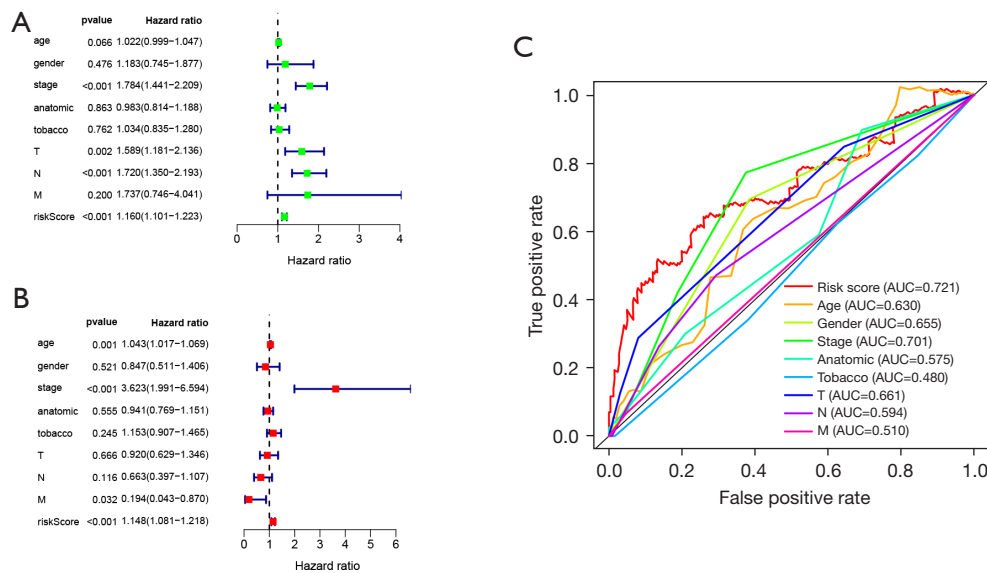 A
pvalue Hazard ratio
age 0.066 1.022(0.999−1.047)
gender 0.476 1.183(0.745−1.877)
stage <0.001 1.784(1.441−2.209)
anatomic 0.863 0.983(0.814−1.188)
tobacco 0.762 1.034(0.835−1.280)
T 0.002 1.589(1.181−2.136)
N <0.001 1.720(1.350−2.193)
M 0.200 1.737(0.746−4.041)
riskScore <0.001 1.160(1.101−1.223)
0 1 2 3 4
Hazard ratio
B
pvalue Hazard ratio
age 0.001 1.043(1.017−1.069)
gender 0.521 0.847(0.511−1.406)
stage <0.001 3.623(1.991−6.594)
anatomic 0.555 0.941(0.769−1.151)
tobacco 0.245 1.153(0.907−1.465)
T 0.666 0.920(0.629−1.346)
N 0.116 0.663(0.397−1.107)
M 0.032 0.194(0.043−0.870)
riskScore <0.001 1.148(1.081−1.218)
0 1 2 3 4 5 6
Hazard ratio
C
True positive rate
1.0
0.8
0.6
0.4
0.2
0.0
Risk score (AUC=0.721)
Age (AUC=0.630)
Gender (AUC=0.655)
Stage (AUC=0.701)
Anatomic (AUC=0.575)
Tobacco (AUC=0.480)
T (AUC=0.661)
N (AUC=0.594)
M (AUC=0.510)
0.0 0.2 0.4 0.6 0.8 1.0
False positive rate